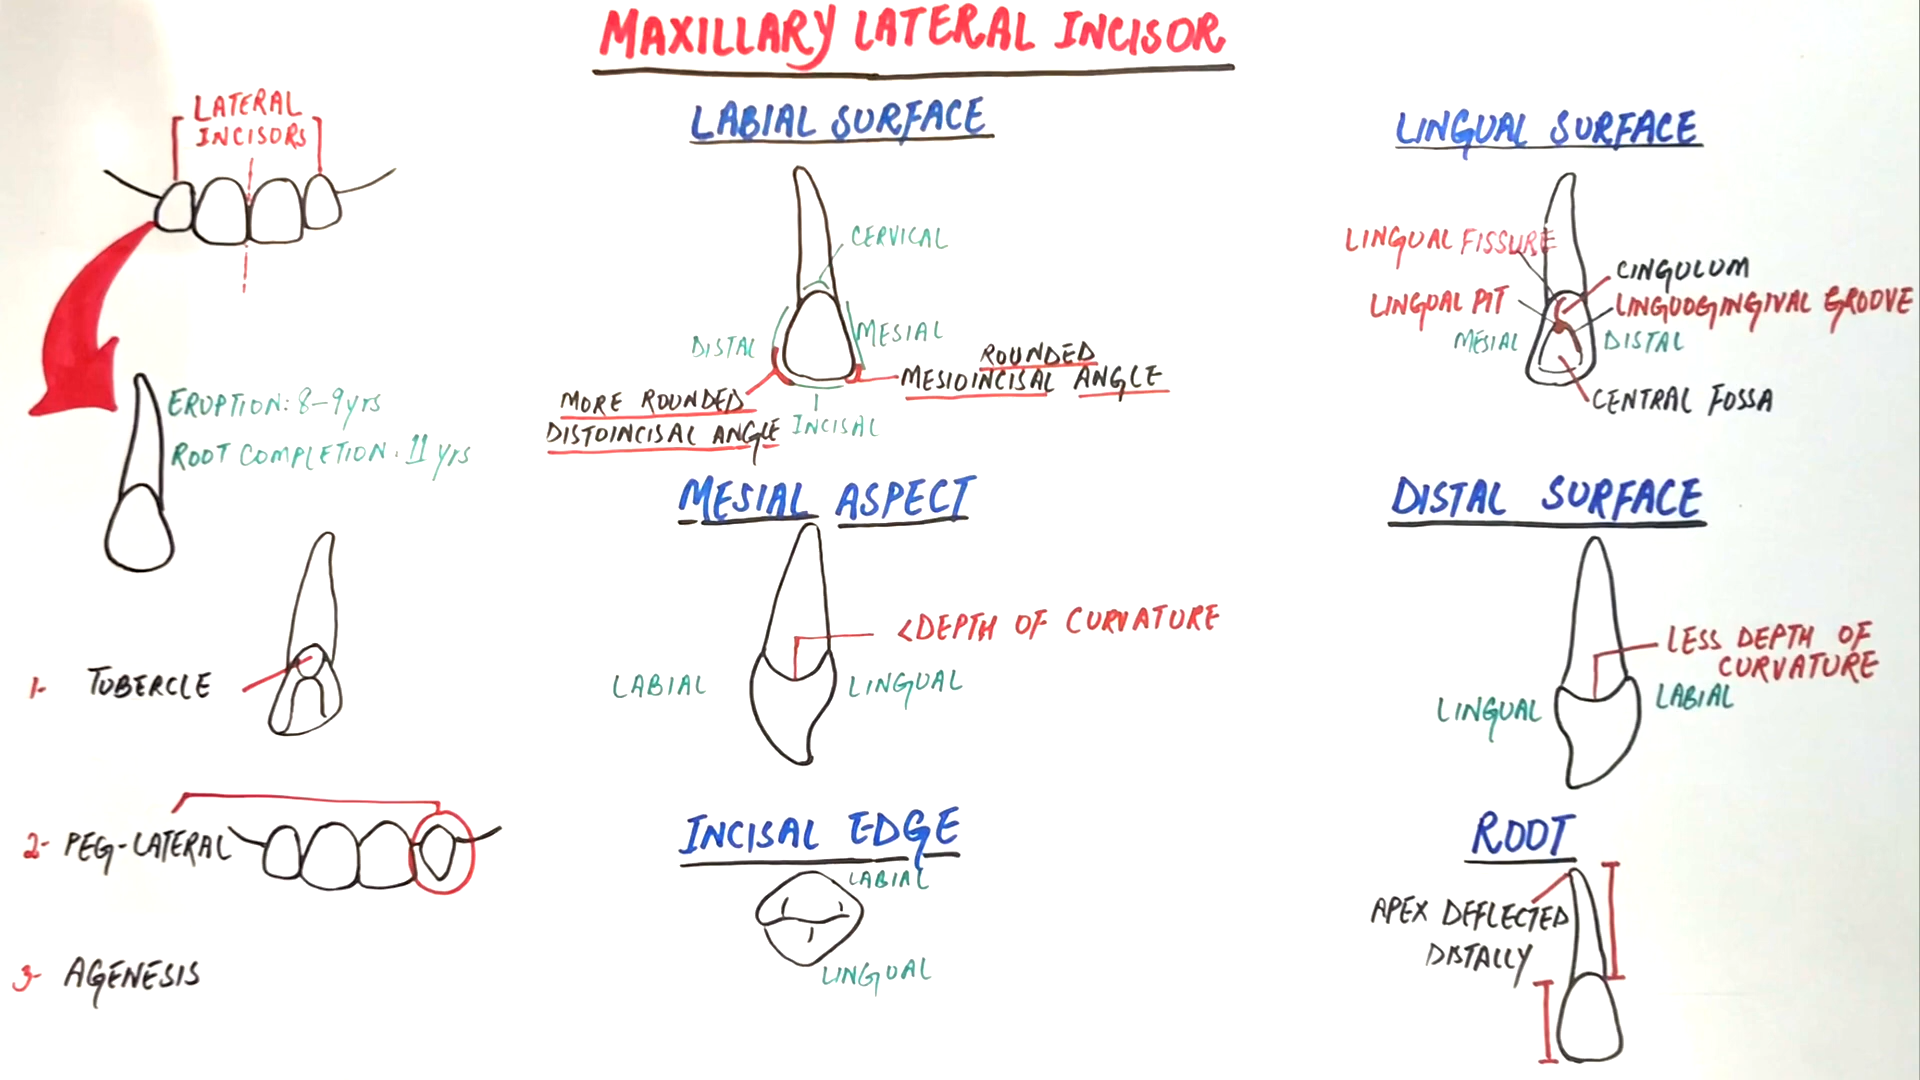 MAXILLARY LATERAL INCISOR
LATERAL
INCISORS
ERUPTION: 8-9 yrs
ROOT COMPLETION. 11 yrs
1- TUBERCLE
2- PEG-LATERAL
3- AGENESIS
LABIAL SURFACE
CERVICAL
DISTAL
MESIAL
ROUNDED
MESIOINCISAL ANGLE
MORE ROUNDED
DISTOINCISAL ANGLE
INCISAL
MESIAL ASPECT
<DEPTH OF CURVATURE
LABIAL
LINGUAL
INCISAL EDGE
LABIAL
LINGUAL
LINGUAL SURFACE
LINGUAL FISSURE
CINGULUM
LINGUAL PIT
LINGUOGINGIVAL GROOVE
MESIAL
DISTAL
CENTRAL FOSSA
DISTAL SURFACE
LESS DEPTH OF
CURVATURE
LINGUAL
LABIAL
ROOT
APEX DEFLECTED
DISTALLY